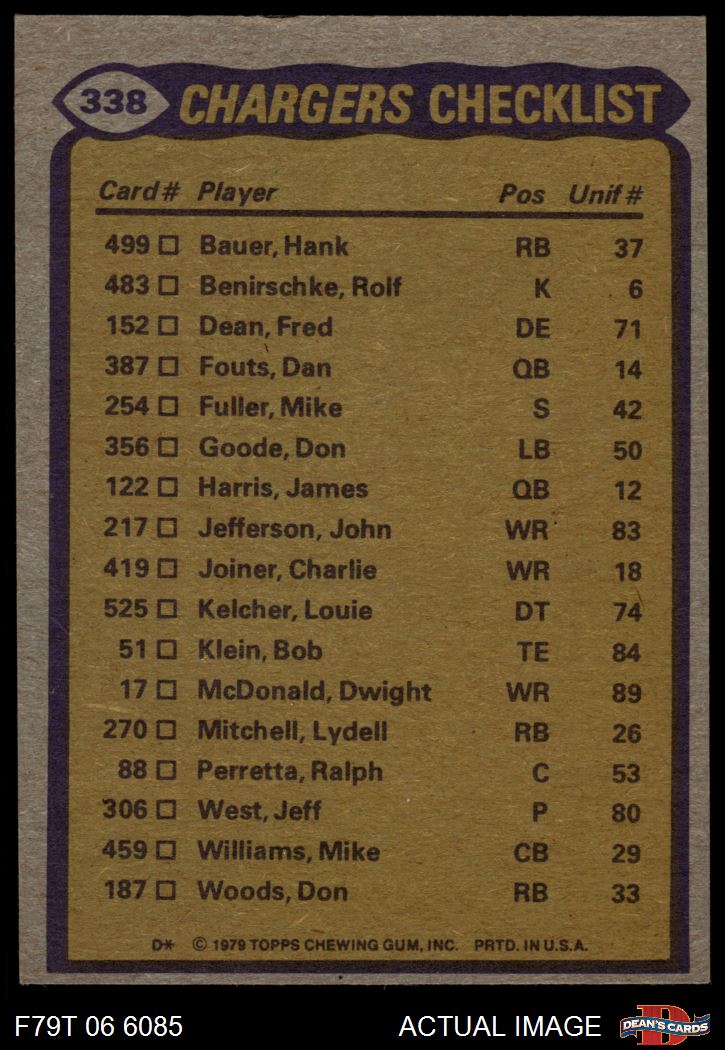 338 CHARGERS CHECKLIST
Card# Player Pos Unif#
499 □ Bauer, Hank RB 37
483 □ Benirschke, Rolf K 6
152 □ Dean, Fred DE 71
387 □ Fouts, Dan QB 14
254 □ Fuller, Mike S 42
356 □ Goode, Don LB 50
122 □ Harris, James QB 12
217 □ Jefferson, John WR 83
419 □ Joiner, Charlie WR 18
525 □ Kelcher, Louie DT 74
51 □ Klein, Bob TE 84
17 □ McDonald, Dwight WR 89
270 □ Mitchell, Lydell RB 26
88 □ Perretta, Ralph C 53
306 □ West, Jeff P 80
459 □ Williams, Mike CB 29
187 □ Woods, Don RB 33
D* © 1979 TOPPS CHEWING GUM, INC. PRTD. IN U.S.A.
F79T 06 6085 ACTUAL IMAGE D DEAN'S CARDS